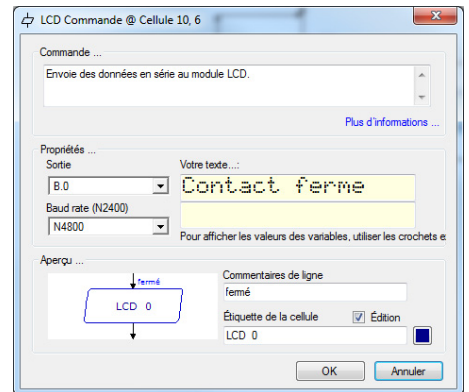 LCD Commande @ Cellule 10, 6
Commande ...
Envoie des données en série au module LCD.
Plus d'informations ...
Propriétés ...
Sortie
Votre texte...:
B.0
Contact ferme
Baud rate (N2400)
N4800
Pour afficher les valeurs des variables, utiliser les crochets e
Aperçu ...
Commentaires de ligne
fermé
fermé
LCD 0
Étiquette de la cellule
Édition
LCD 0
OK
Annuler